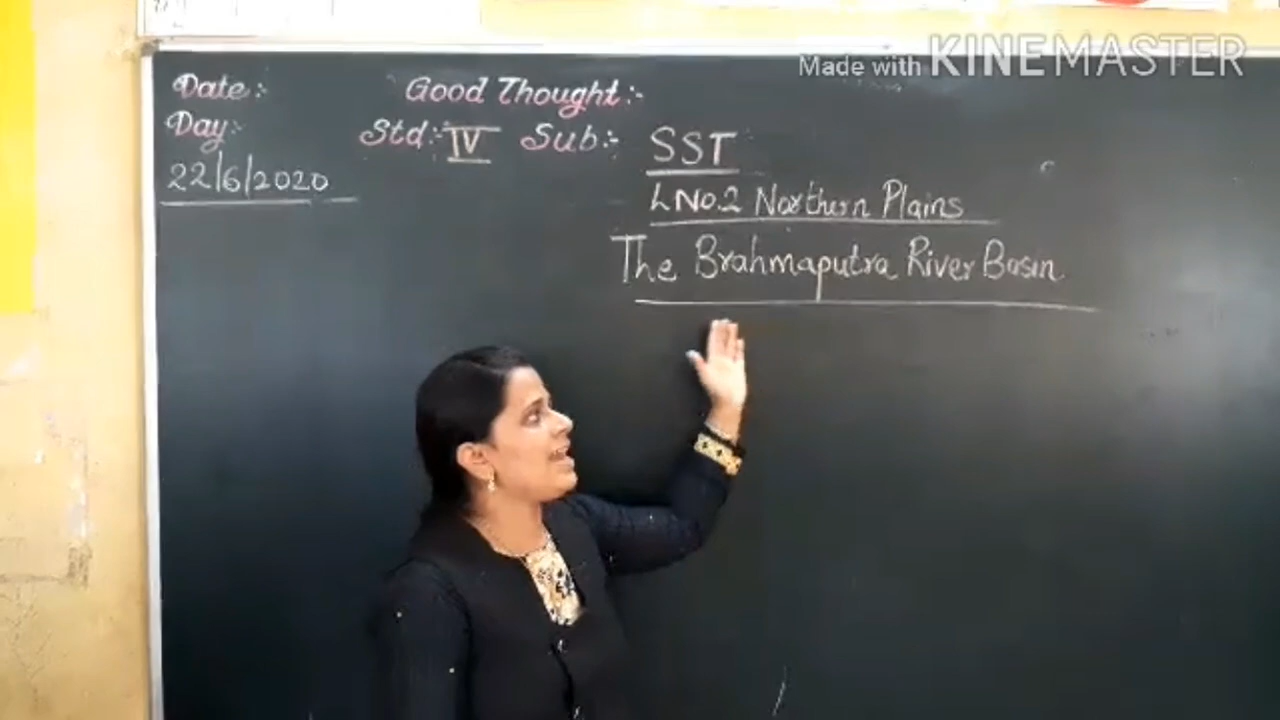 Made with KINEMASTER
Date:-
Good Thought:-
Day:-
Std:- IV Sub:- SST
22/6/2020
LNo.2 Northern Plains
The Brahmaputra River Basin